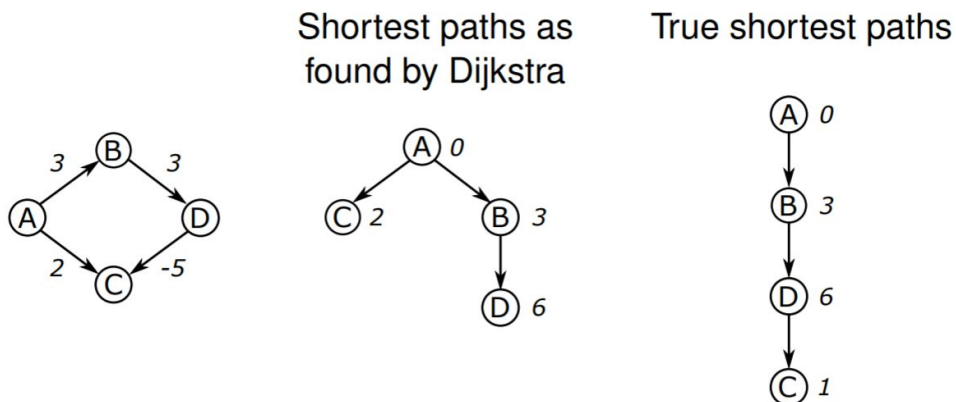 Shortest paths as
found by Dijkstra
True shortest paths
3
B
3
A
D
2
C
-5
A 0
C 2
B 3
D 6
A 0
B 3
D 6
C 1